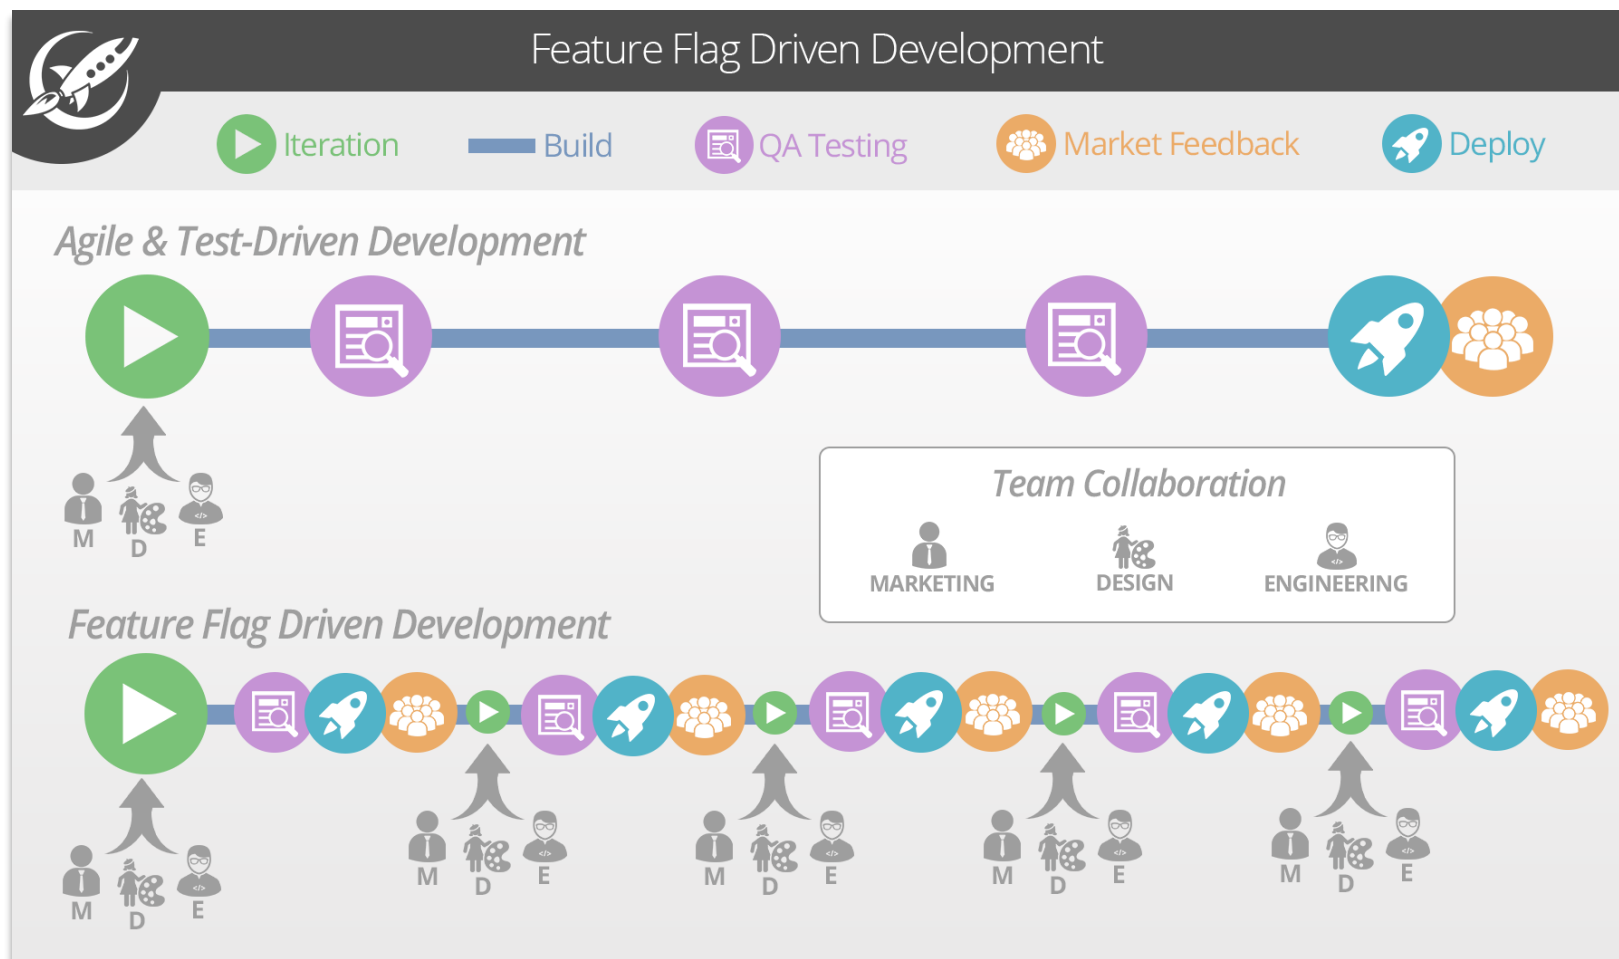 Feature Flag Driven Development
Iteration
Build
QA Testing
Market Feedback
Deploy
Agile & Test-Driven Development
M
D
E
Team Collaboration
MARKETING
DESIGN
ENGINEERING
</>
</>
Feature Flag Driven Development
M
D
E
</>
M
D
E
</>
M
D
E
</>
M
D
E
</>
M
D
E
</>